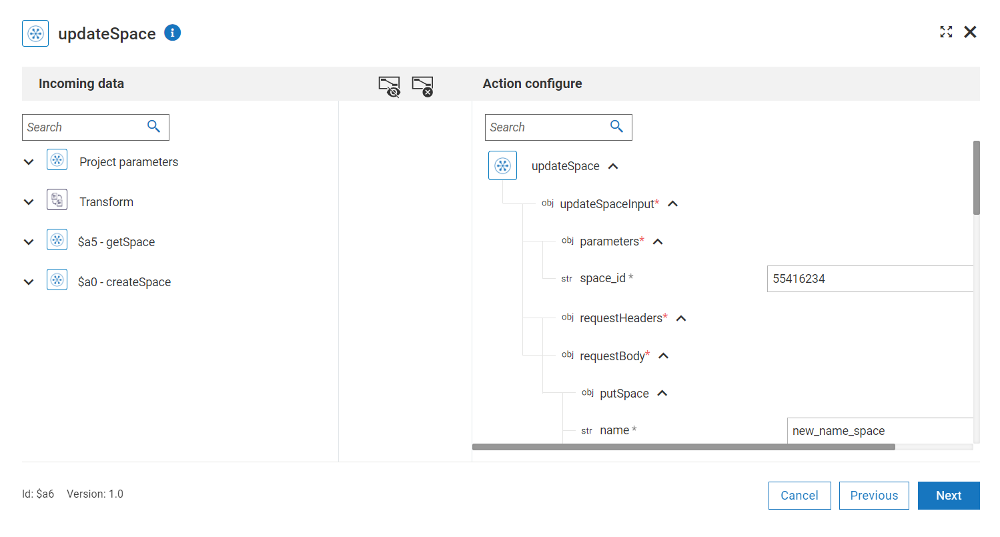 updateSpace i
Incoming data
Action configure
Search
Project parameters
Transform
$a5 - getSpace
$a0 - createSpace
Search
updateSpace
obj updateSpaceInput*
obj parameters*
str space_id * 55416234
obj requestHeaders*
obj requestBody*
obj putSpace
str name * new_name_space
Id: $a6 Version: 1.0
Cancel Previous Next